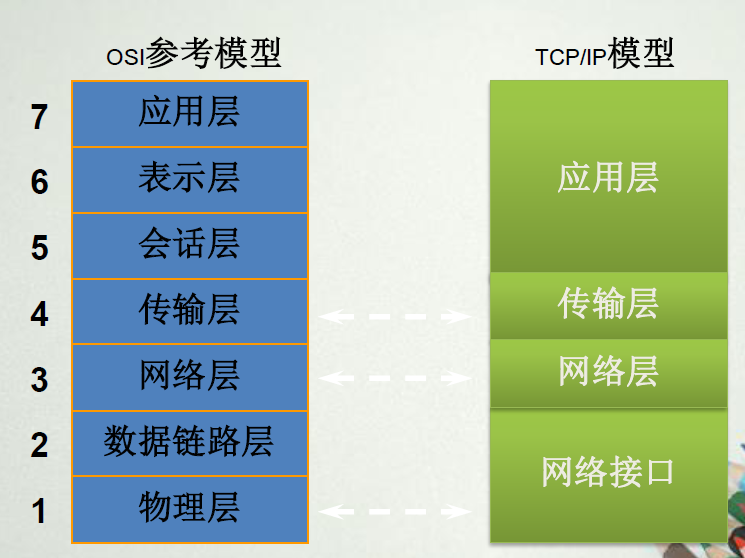 OSI参考模型
TCP/IP模型
7 应用层
6 表示层
5 会话层
4 传输层
3 网络层
2 数据链路层
1 物理层
应用层
传输层
网络层
网络接口